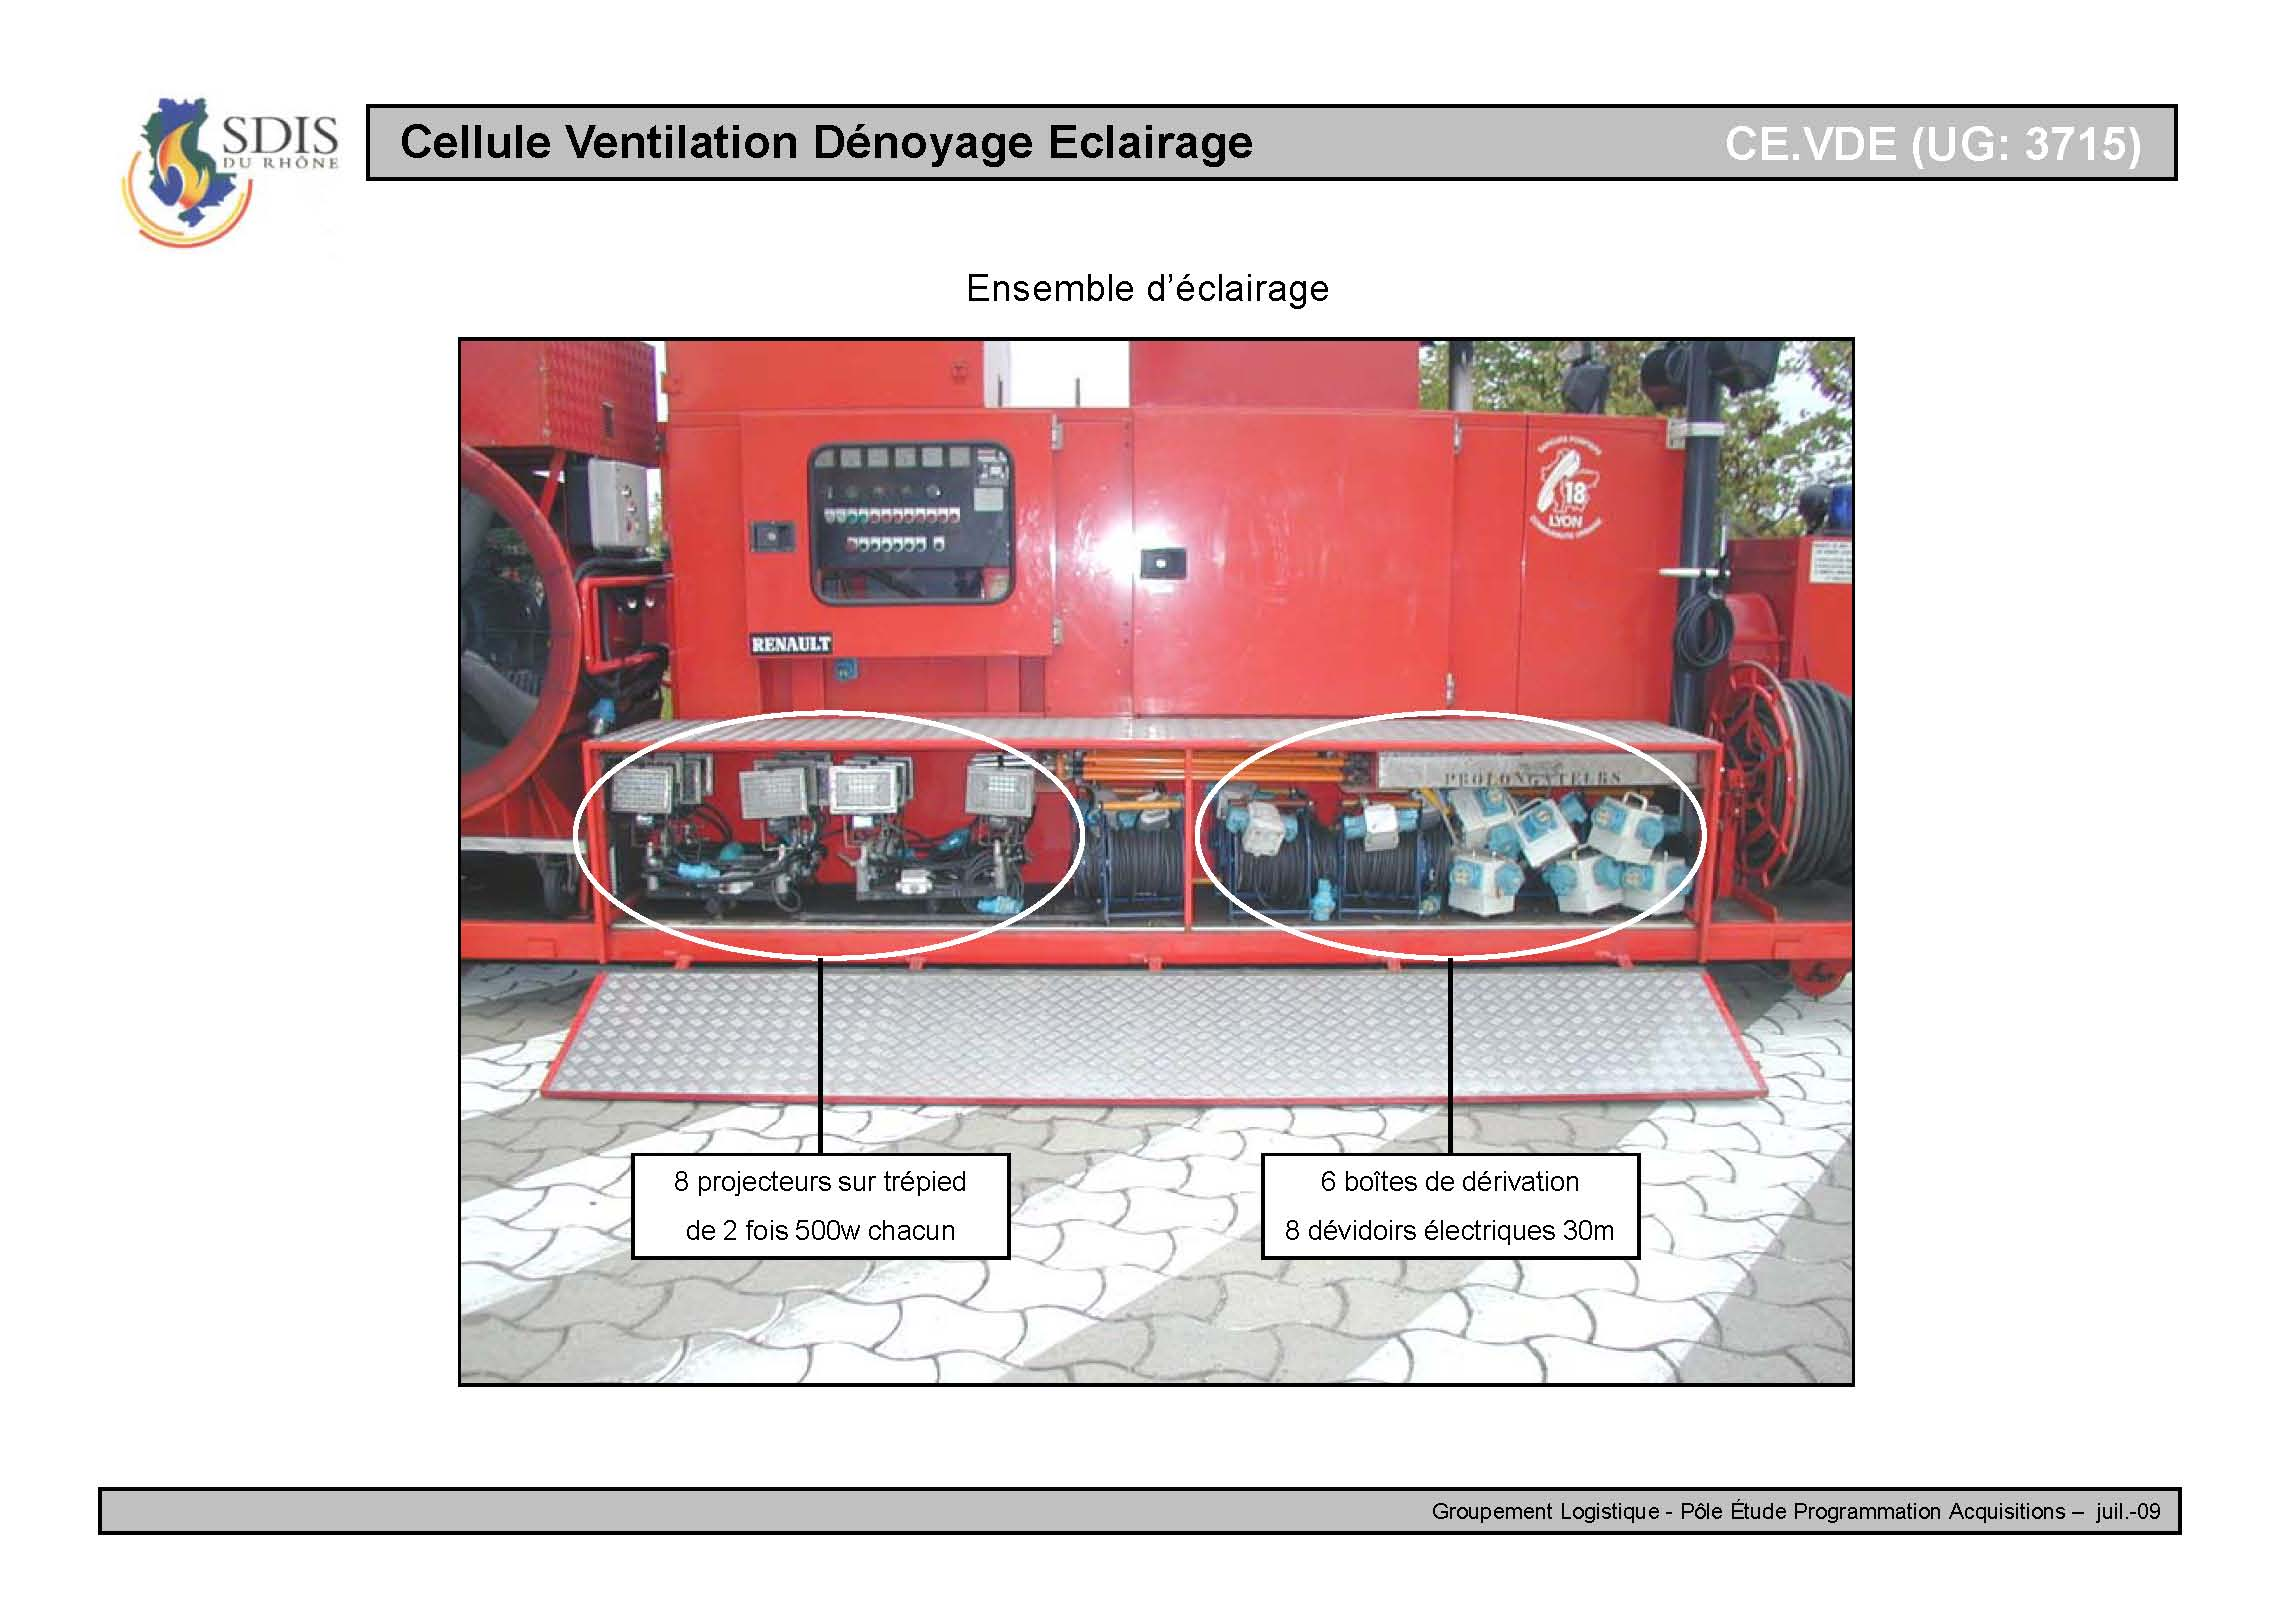 SDIS
DU RHÔNE
Cellule Ventilation Dénoyage Eclairage
CE.VDE (UG: 3715)
Ensemble d’éclairage
18
LYON
RENAULT
PROLONGATEURS
8 projecteurs sur trépied
de 2 fois 500w chacun
6 boîtes de dérivation
8 dévidoirs électriques 30m
Groupement Logistique - Pôle Étude Programmation Acquisitions – juil.-09